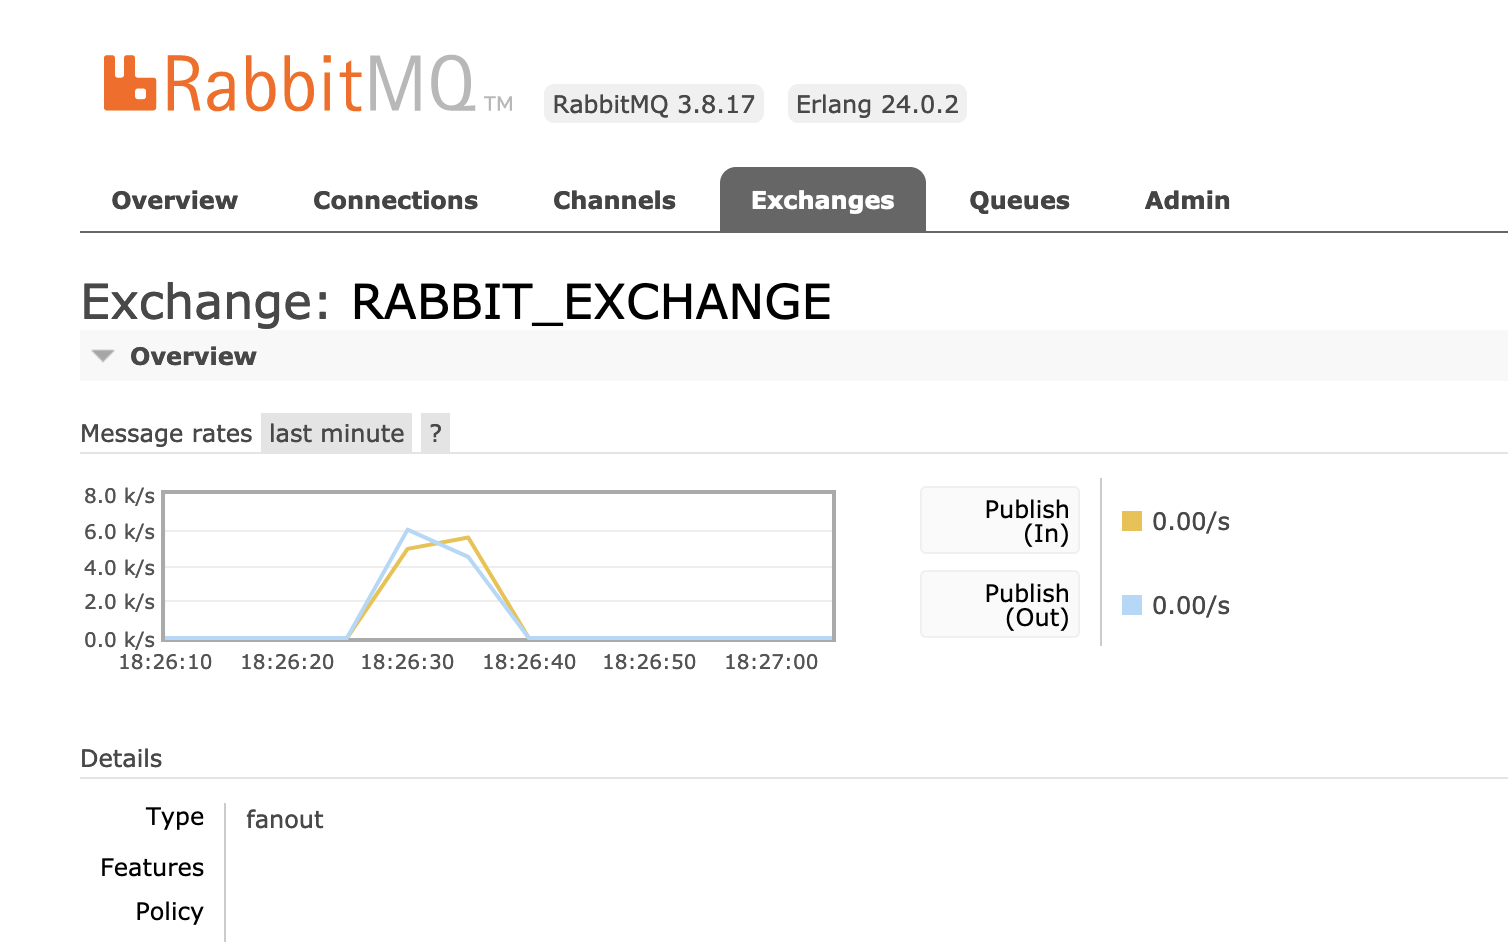 RabbitMQ TM RabbitMQ 3.8.17 Erlang 24.0.2
Overview Connections Channels Exchanges Queues Admin
Exchange: RABBIT_EXCHANGE
Overview
Message rates last minute ?
8.0 k/s
6.0 k/s
4.0 k/s
2.0 k/s
0.0 k/s
18:26:10 18:26:20 18:26:30 18:26:40 18:26:50 18:27:00
Publish
(In)
0.00/s
Publish
(Out)
0.00/s
Details
Type fanout
Features
Policy